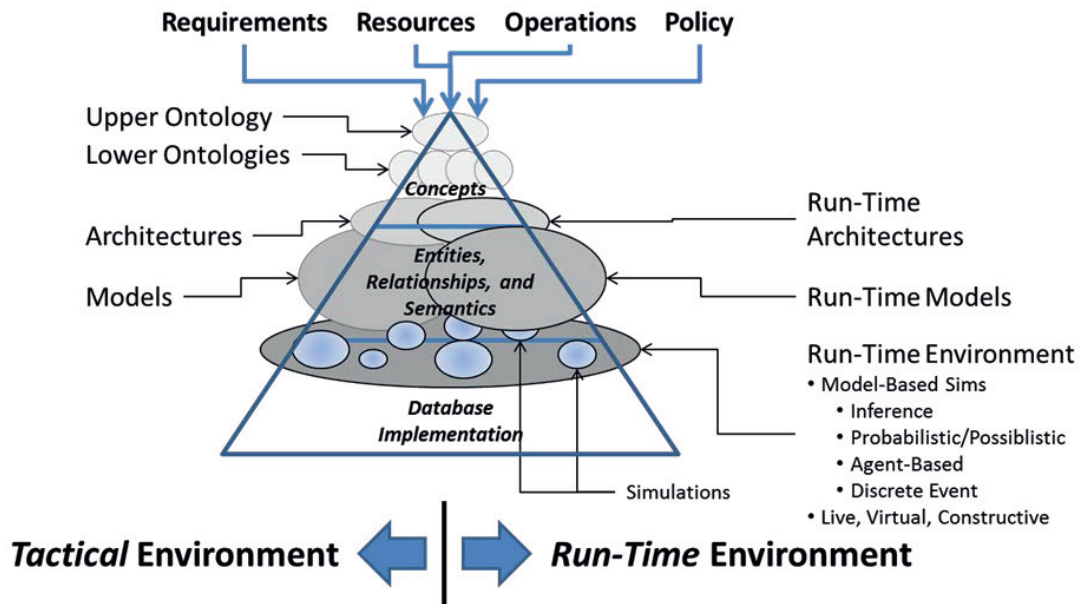 Requirements Resources Operations Policy
Upper Ontology
Lower Ontologies
Concepts
Architectures
Run-Time
Architectures
Entities,
Relationships, and
Semantics
Models
Run-Time Models
Run-Time Environment
• Model-Based Sims
• Inference
• Probabilistic/Possiblistic
• Agent-Based
• Discrete Event
• Live, Virtual, Constructive
Database
Implementation
Simulations
Tactical Environment
Run-Time Environment